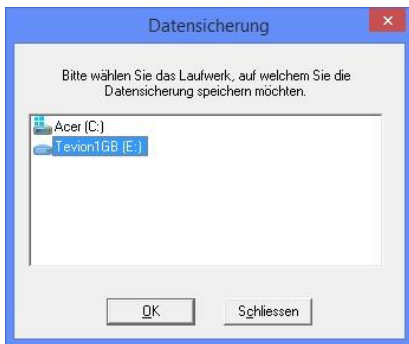 Datensicherung
Bitte wählen Sie das Laufwerk, auf welchem Sie die
Datensicherung speichern möchten.
Acer (C:)
Tevion1GB (E:)
OK
Schliessen